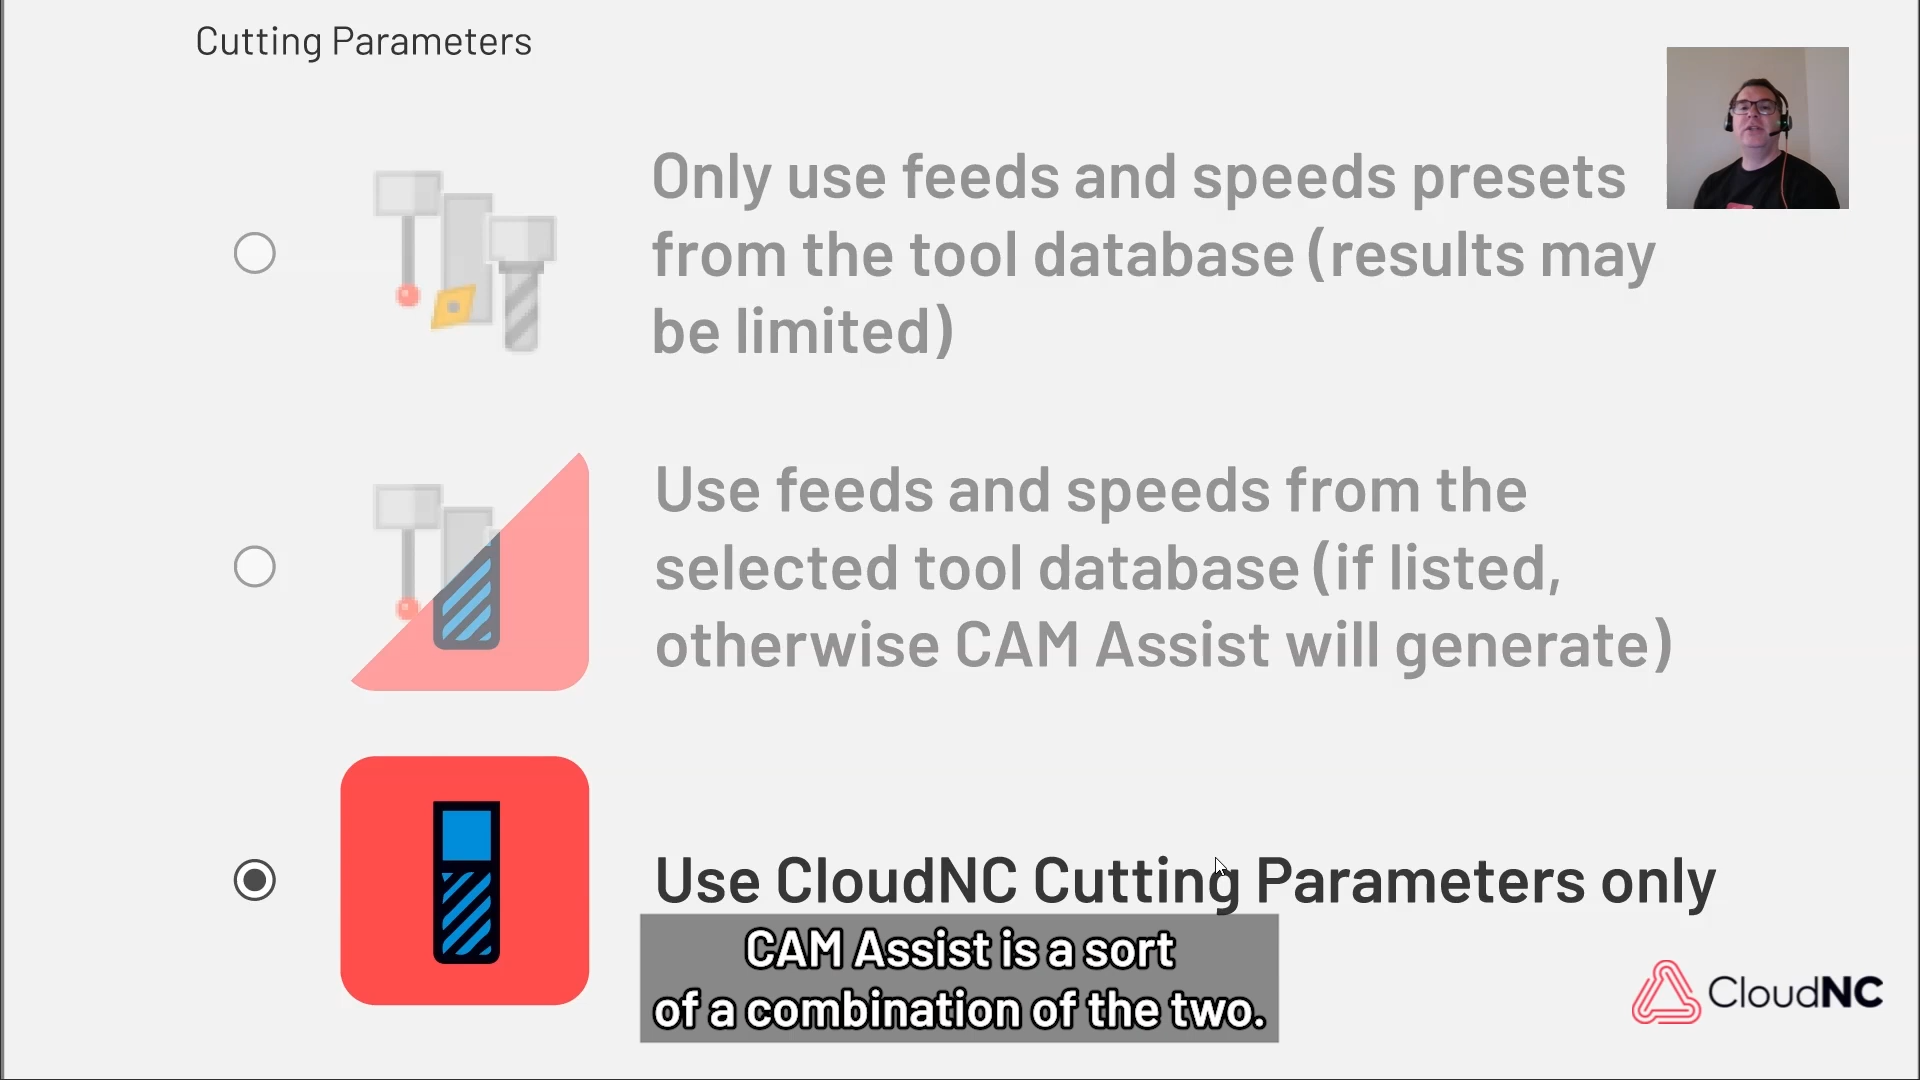 Cutting Parameters
Only use feeds and speeds presets
from the tool database (results may
be limited)
Use feeds and speeds from the
selected tool database (if listed,
otherwise CAM Assist will generate)
Use CloudNC Cutting Parameters only
CAM Assist is a sort
of a combination of the two.
CloudNC